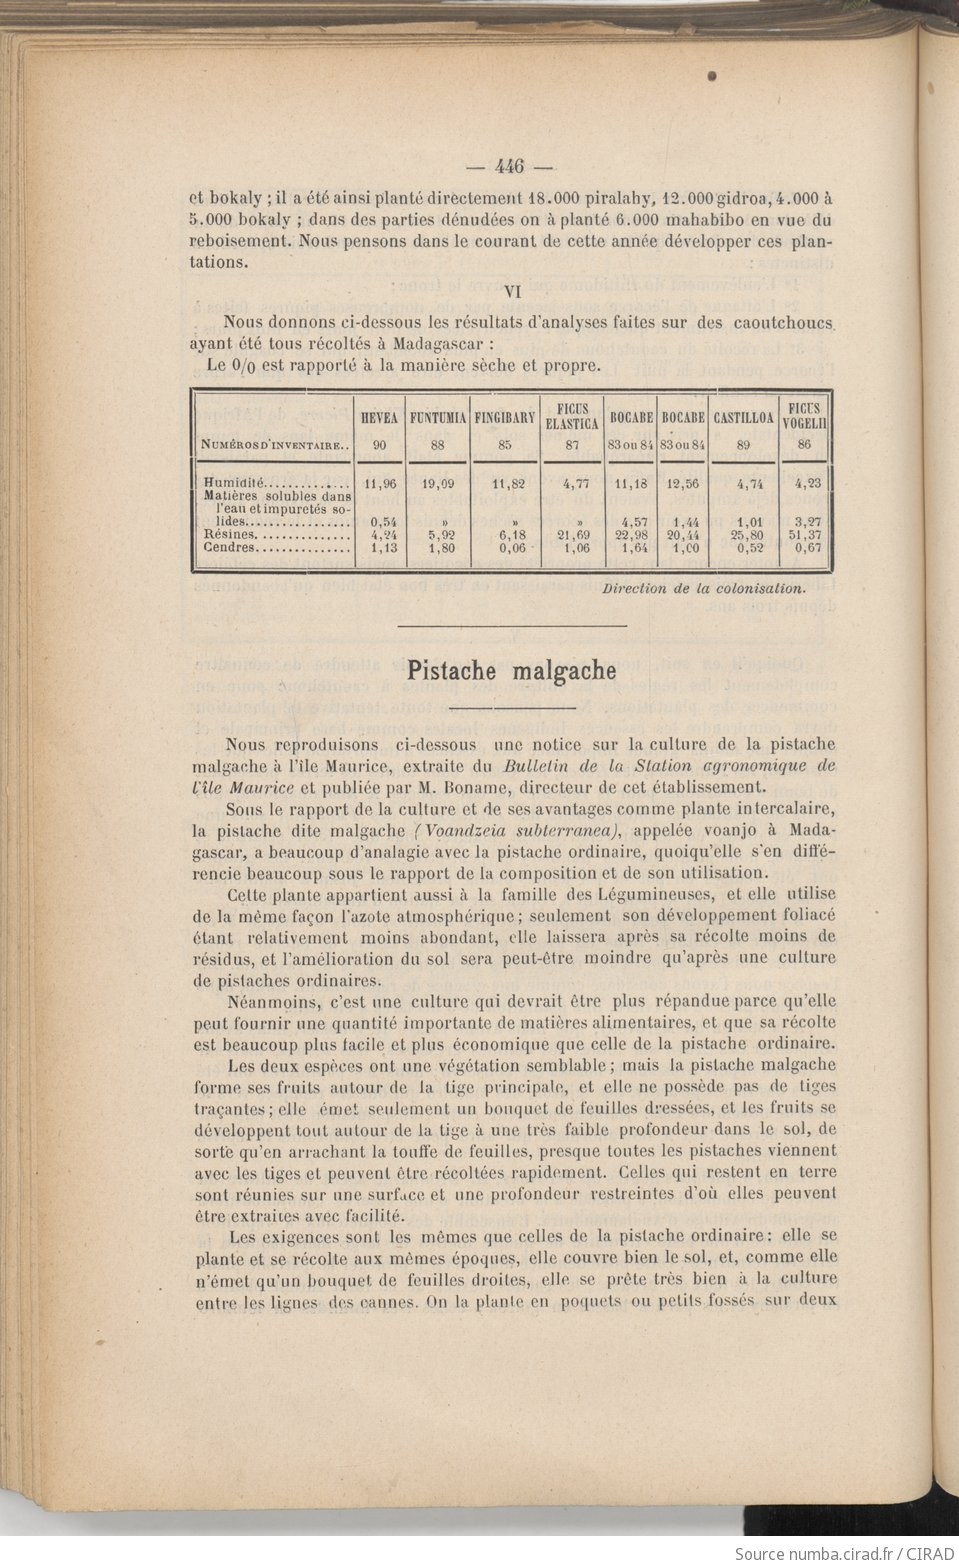 — 446 —
et bokaly ; il a été ainsi planté directement 18.000 piralahy, 12.000 gidroa, 4.000 à
5.000 bokaly ; dans des parties dénudées on à planté 6.000 mahabibo en vue du
reboisement. Nous pensons dans le courant de cette année développer ces plan-
tations.
VI
Nous donnons ci-dessous les résultats d'analyses faites sur des caoutchoucs
ayant été tous récoltés à Madagascar :
Le 0/0 est rapporté à la manière sèche et propre.
HEVEA FUNTUMIA FINGIBARY FICUS ELASTICA BOCABE BOCABE CASTILLOA FICUS VOGELII
NUMÉROS D'INVENTAIRE.. 90 88 85 87 83 ou 84 83 ou 84 89 86
Humidité............... 11,96 19,09 11,82 4,77 11,18 12,56 4,74 4,23
Matières solubles dans
l'eau et impuretés so-
lides................ 0,54 » » » 4,57 1,44 1,01 3,27
Résines............... 4,24 5,92 6,18 21,69 22,98 20,44 25,80 51,37
Cendres............... 1,13 1,80 0,06 1,06 1,64 1,C0 0,52 0,67
Direction de la colonisation.
Pistache malgache
Nous reproduisons ci-dessous une notice sur la culture de la pistache
malgache à l'île Maurice, extraite du Bulletin de la Station agronomique de
l'île Maurice et publiée par M. Boname, directeur de cet établissement.
Sous le rapport de la culture et de ses avantages comme plante intercalaire,
la pistache dite malgache (Voandzeia subterranea), appelée voanjo à Mada-
gascar, a beaucoup d'analagie avec la pistache ordinaire, quoiqu'elle s'en diffé-
rencie beaucoup sous le rapport de la composition et de son utilisation.
Cette plante appartient aussi à la famille des Légumineuses, et elle utilise
de la même façon l'azote atmosphérique ; seulement son développement foliacé
étant relativement moins abondant, elle laissera après sa récolte moins de
résidus, et l'amélioration du sol sera peut-être moindre qu'après une culture
de pistaches ordinaires.
Néanmoins, c'est une culture qui devrait être plus répandue parce qu'elle
peut fournir une quantité importante de matières alimentaires, et que sa récolte
est beaucoup plus facile et plus économique que celle de la pistache ordinaire.
Les deux espèces ont une végétation semblable ; mais la pistache malgache
forme ses fruits autour de la tige principale, et elle ne possède pas de tiges
traçantes ; elle émet seulement un bouquet de feuilles dressées, et les fruits se
développent tout autour de la tige à une très faible profondeur dans le sol, de
sorte qu'en arrachant la touffe de feuilles, presque toutes les pistaches viennent
avec les tiges et peuvent être récoltées rapidement. Celles qui restent en terre
sont réunies sur une surface et une profondeur restreintes d'où elles peuvent
être extraites avec facilité.
Les exigences sont les mêmes que celles de la pistache ordinaire : elle se
plante et se récolte aux mêmes époques, elle couvre bien le sol, et, comme elle
n'émet qu'un bouquet de feuilles droites, elle se prête très bien à la culture
entre les lignes des cannes. On la plante en poquets ou petits fossés sur deux
Source numba.cirad.fr / CIRAD